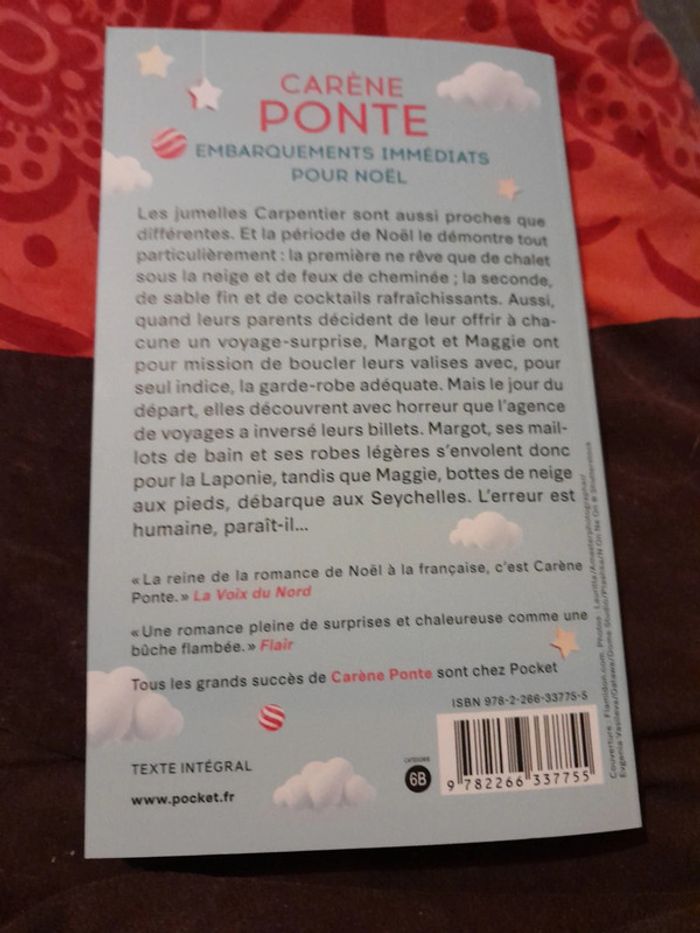 CARÈNE
PONTE
EMBARQUEMENTS IMMÉDIATS
POUR NOËL
Les jumelles Carpentier sont aussi proches que
différentes. Et la période de Noël le démontre tout
particulièrement : la première ne rêve que de chalet
sous la neige et de feux de cheminée ; la seconde,
de sable fin et de cocktails rafraîchissants. Aussi,
quand leurs parents décident de leur offrir à cha-
cune un voyage-surprise, Margot et Maggie ont
pour mission de boucler leurs valises avec, pour
seul indice, la garde-robe adéquate. Mais le jour du
départ, elles découvrent avec horreur que l'agence
de voyages a inversé leurs billets. Margot, ses mail-
lots de bain et ses robes légères s'envolent donc
pour la Laponie, tandis que Maggie, bottes de neige
aux pieds, débarque aux Seychelles. L'erreur est
humaine, paraît-il...
« La reine de la romance de Noël à la française, c'est Carène
Ponte. » La Voix du Nord
« Une romance pleine de surprises et chaleureuse comme une
bûche flambée. » Flair
Tous les grands succès de Carène Ponte sont chez Pocket
ISBN 978-2-266-33775-5
TEXTE INTÉGRAL
www.pocket.fr
CATÉGORIE
6B
9 782266 337755
Couverture : Flamidon.com. Photos :